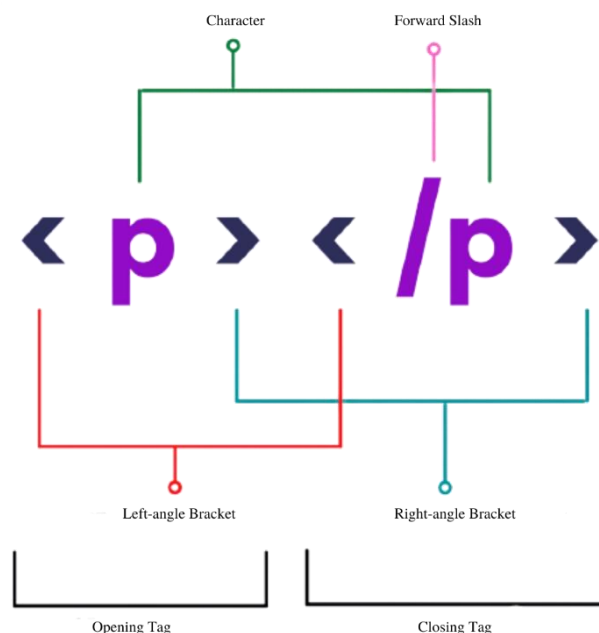 Character Forward Slash
< p > < /p >
Left-angle Bracket Right-angle Bracket
Opening Tag Closing Tag